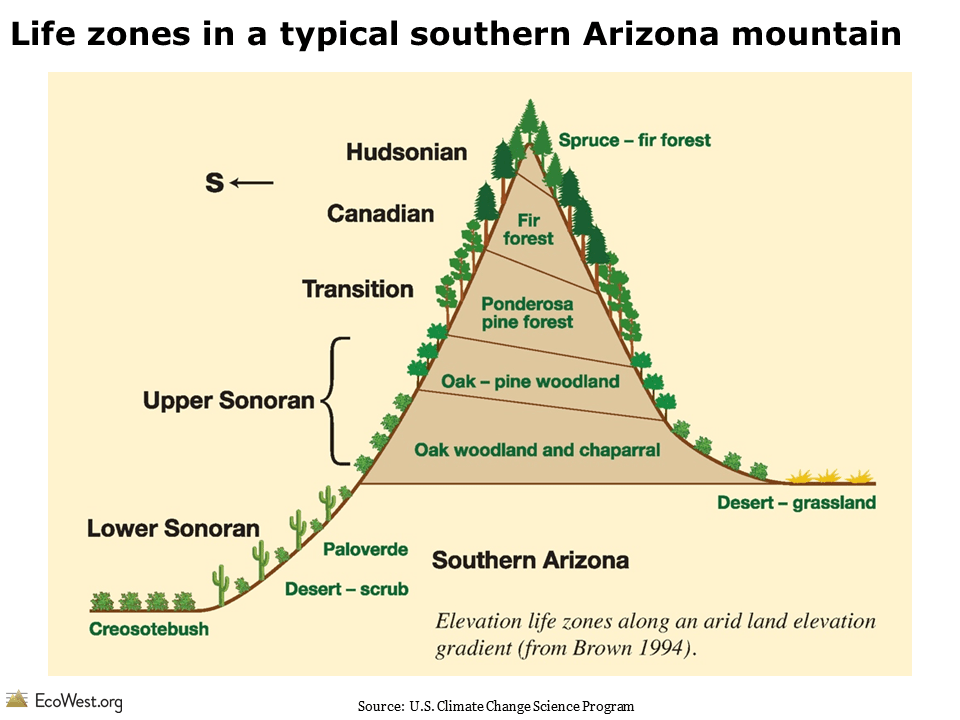 Life zones in a typical southern Arizona mountain
Spruce – fir forest
Hudsonian
S
Canadian
Fir
forest
Transition
Ponderosa
pine forest
Oak – pine woodland
Upper Sonoran
Oak woodland and chaparral
Desert – grassland
Lower Sonoran
Paloverde
Southern Arizona
Desert – scrub
Creosotebush
Elevation life zones along an arid land elevation
gradient (from Brown 1994).
EcoWest.org
Source: U.S. Climate Change Science Program